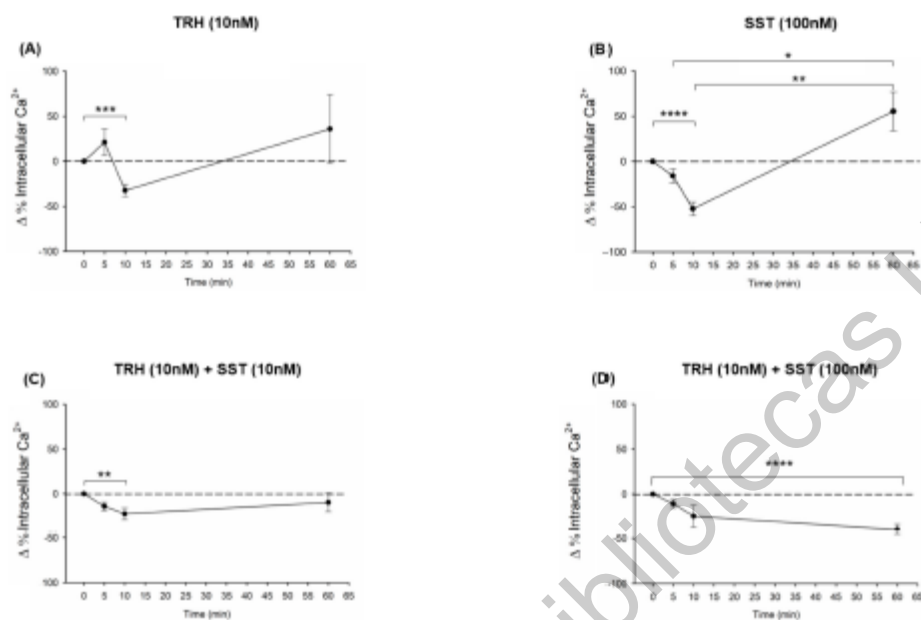 TRH (10nM)
(A)
Δ % Intracellular Ca²⁺
100
50
0
-50
-100
***
0 5 10 15 20 25 30 35 40 45 50 55 60 65
Time (min)
SST (100nM)
(B)
Δ % Intracellular Ca²⁺
100
50
0
-50
-100
*
**
****
0 5 10 15 20 25 30 35 40 45 50 55 60 65
Time (min)
TRH (10nM) + SST (10nM)
(C)
Δ % Intracellular Ca²⁺
100
50
0
-50
100
**
0 5 10 15 20 25 30 35 40 45 50 55 60 65
Time (min)
TRH (10nM) + SST (100nM)
(D)
Δ % Intracellular Ca²⁺
100
50
0
-50
100
****
0 5 10 15 20 25 30 35 40 45 50 55 60 65
Time (min)